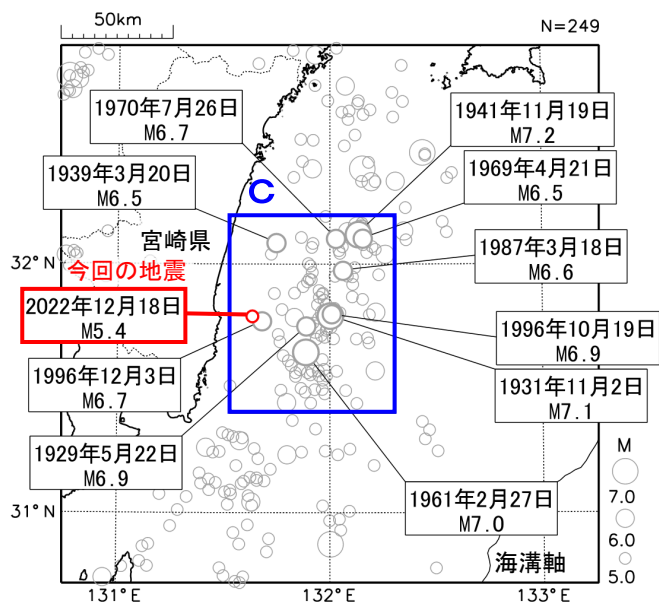 50km
N=249
1970年7月26日
M6.7
1941年11月19日
M7.2
1939年3月20日
M6.5
1969年4月21日
M6.5
C
宮崎県
1987年3月18日
M6.6
32°N
今回の地震
2022年12月18日
M5.4
1996年10月19日
M6.9
1996年12月3日
M6.7
1931年11月2日
M7.1
1929年5月22日
M6.9
M
1961年2月27日
M7.0
7.0
31°N
6.0
海溝軸
5.0
131°E
132°E
133°E